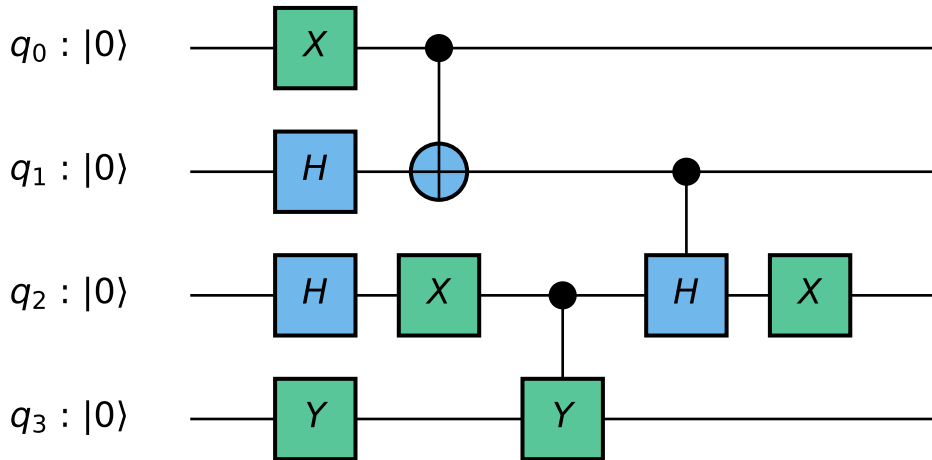 q₀ : |0⟩ X
q₁ : |0⟩ H H
q₂ : |0⟩ H X H X
q₃ : |0⟩ Y Y